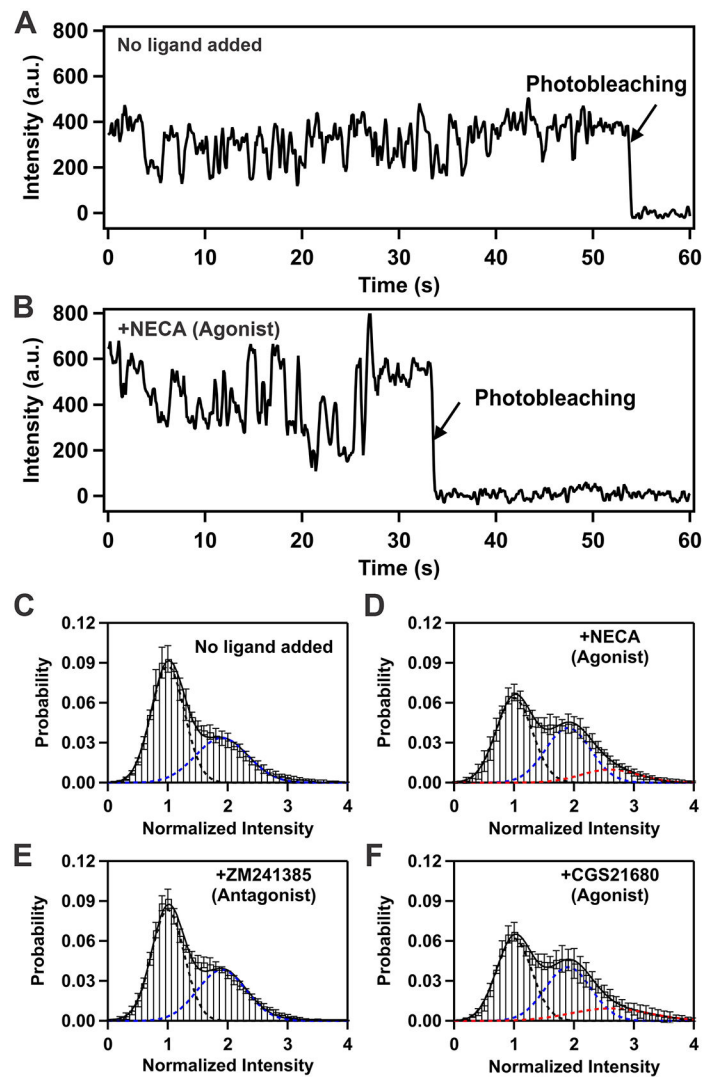 A
No ligand added
Photobleaching
Intensity (a.u.)
800
600
400
200
0
0 10 20 30 40 50 60
Time (s)
B
+NECA (Agonist)
Photobleaching
Intensity (a.u.)
800
600
400
200
0
0 10 20 30 40 50 60
Time (s)
C
No ligand added
Probability
0.12
0.09
0.06
0.03
0.00
0 1 2 3 4
Normalized Intensity
D
+NECA
(Agonist)
Probability
0.12
0.09
0.06
0.03
0.00
0 1 2 3 4
Normalized Intensity
E
+ZM241385
(Antagonist)
Probability
0.12
0.09
0.06
0.03
0.00
0 1 2 3 4
Normalized Intensity
F
+CGS21680
(Agonist)
Probability
0.12
0.09
0.06
0.03
0.00
0 1 2 3 4
Normalized Intensity